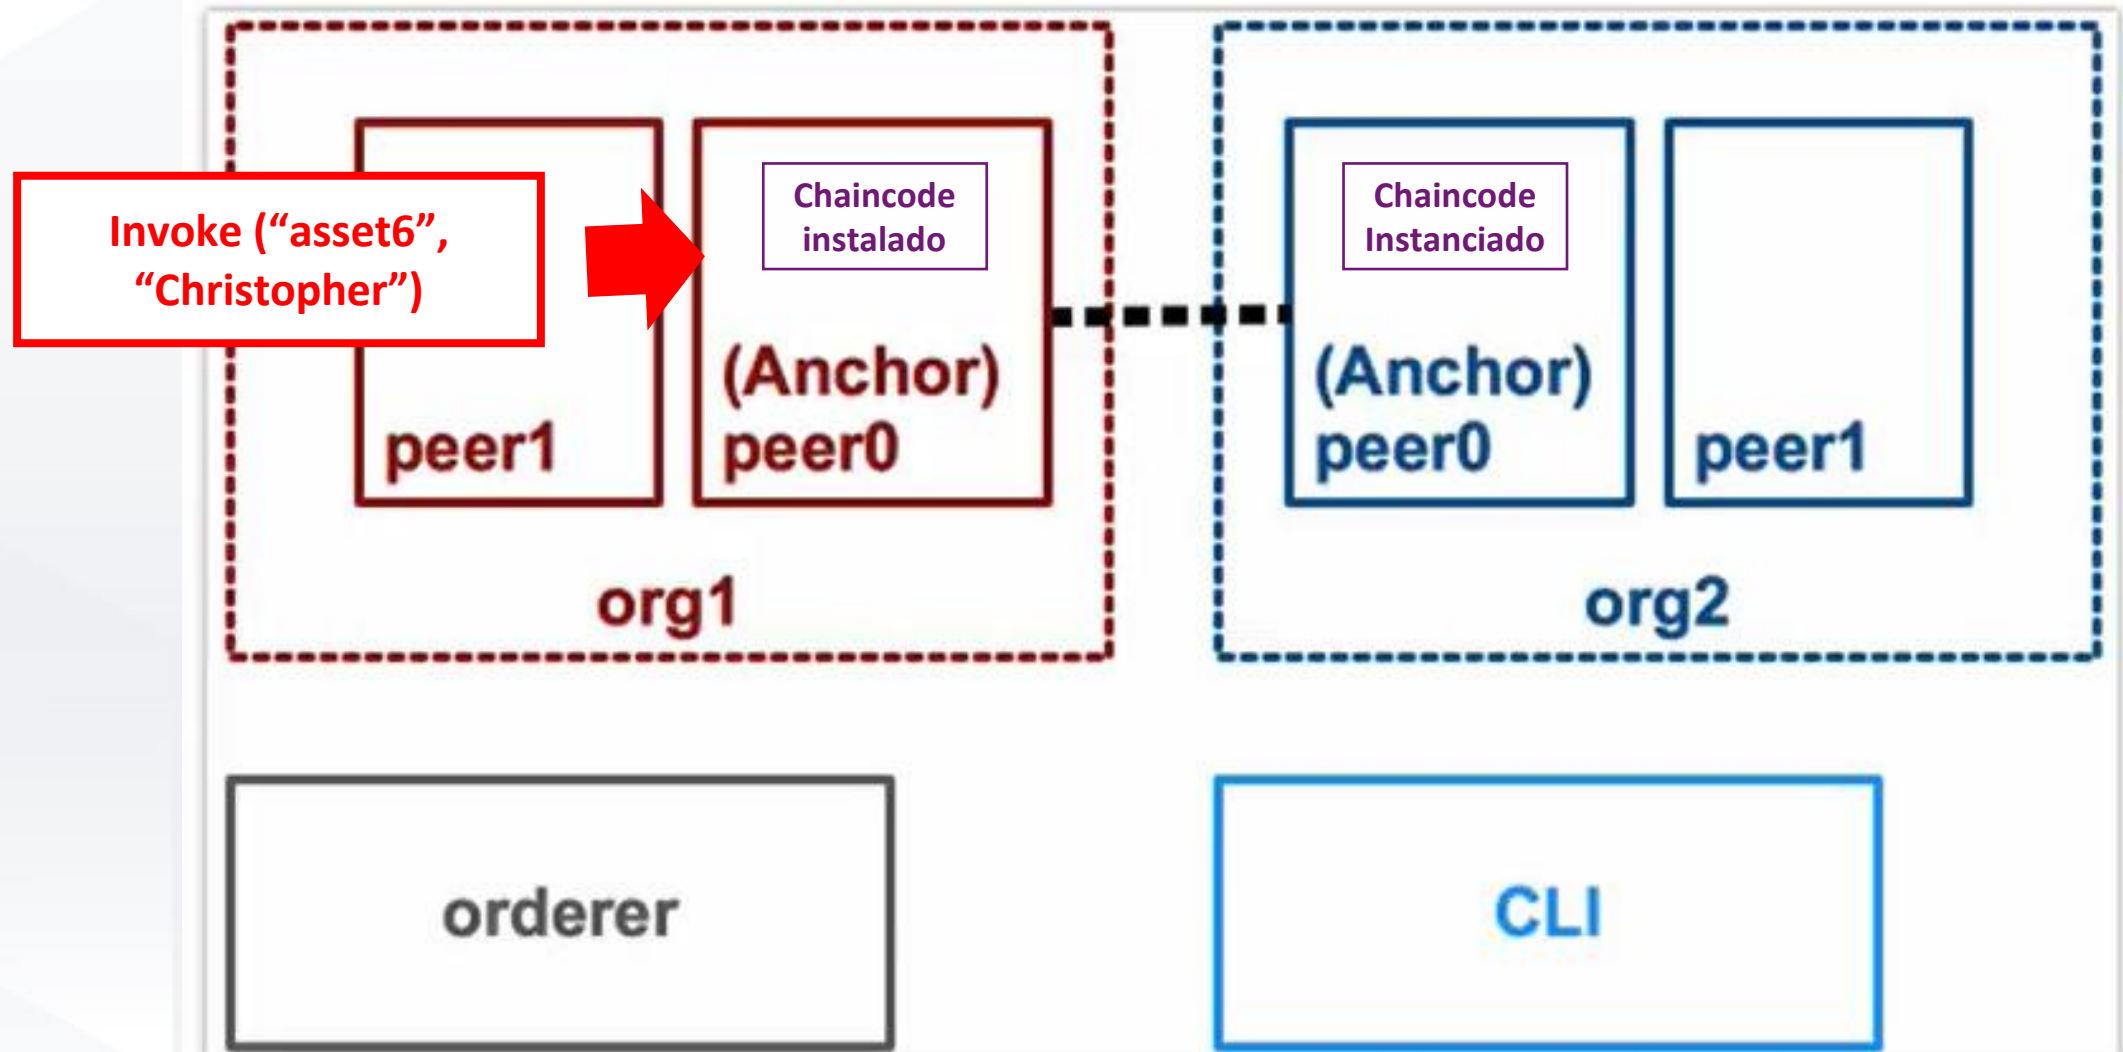 Invoke (“asset6”,
“Christopher”)
Chaincode
instalado
(Anchor)
peer1
peer0
org1
Chaincode
Instanciado
(Anchor)
peer0
peer1
org2
orderer
CLI